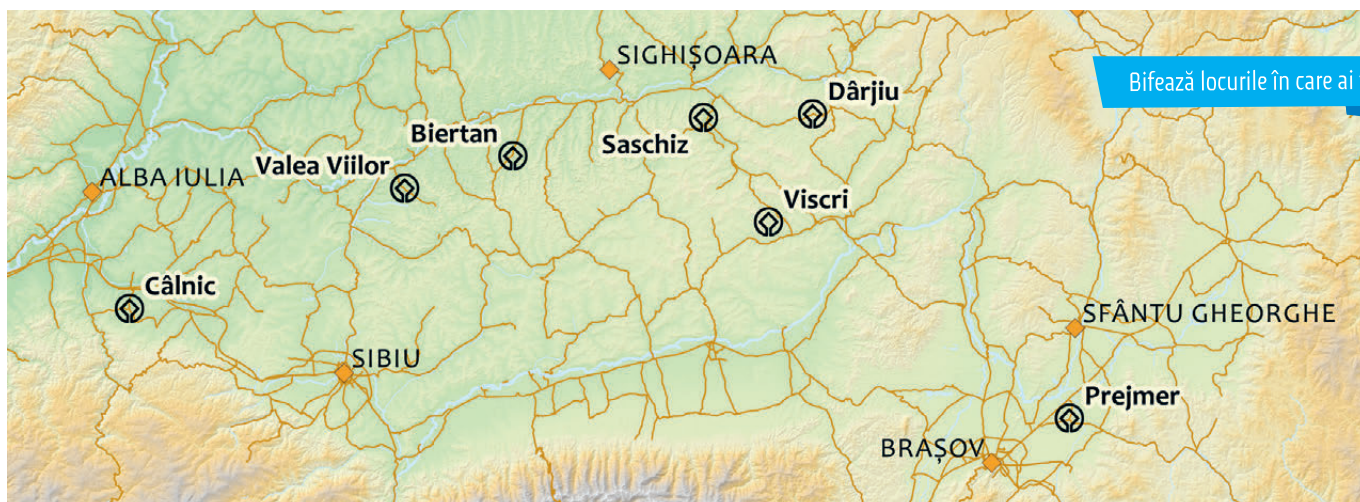 SIGHIȘOARA
Bifează locurile în care ai
Dârjiu
Biertan
Saschiz
Valea Viilor
ALBA IULIA
Viscri
Câlnic
SFÂNTU GHEORGHE
SIBIU
Prejmer
BRAȘOV